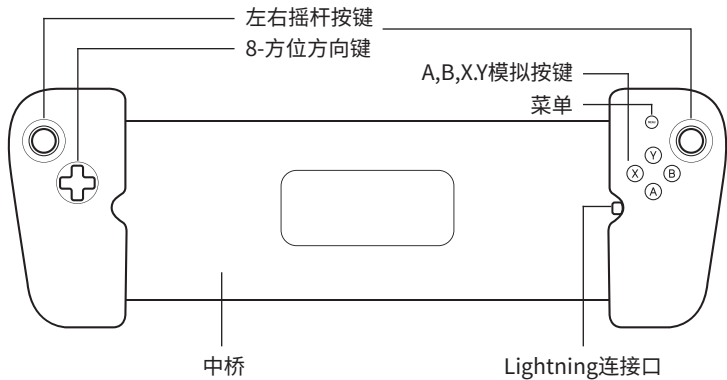 左右摇杆按键
8-方位方向键
A,B,X.Y模拟按键
菜单
MENU
Y
X
B
A
中桥
Lightning连接口